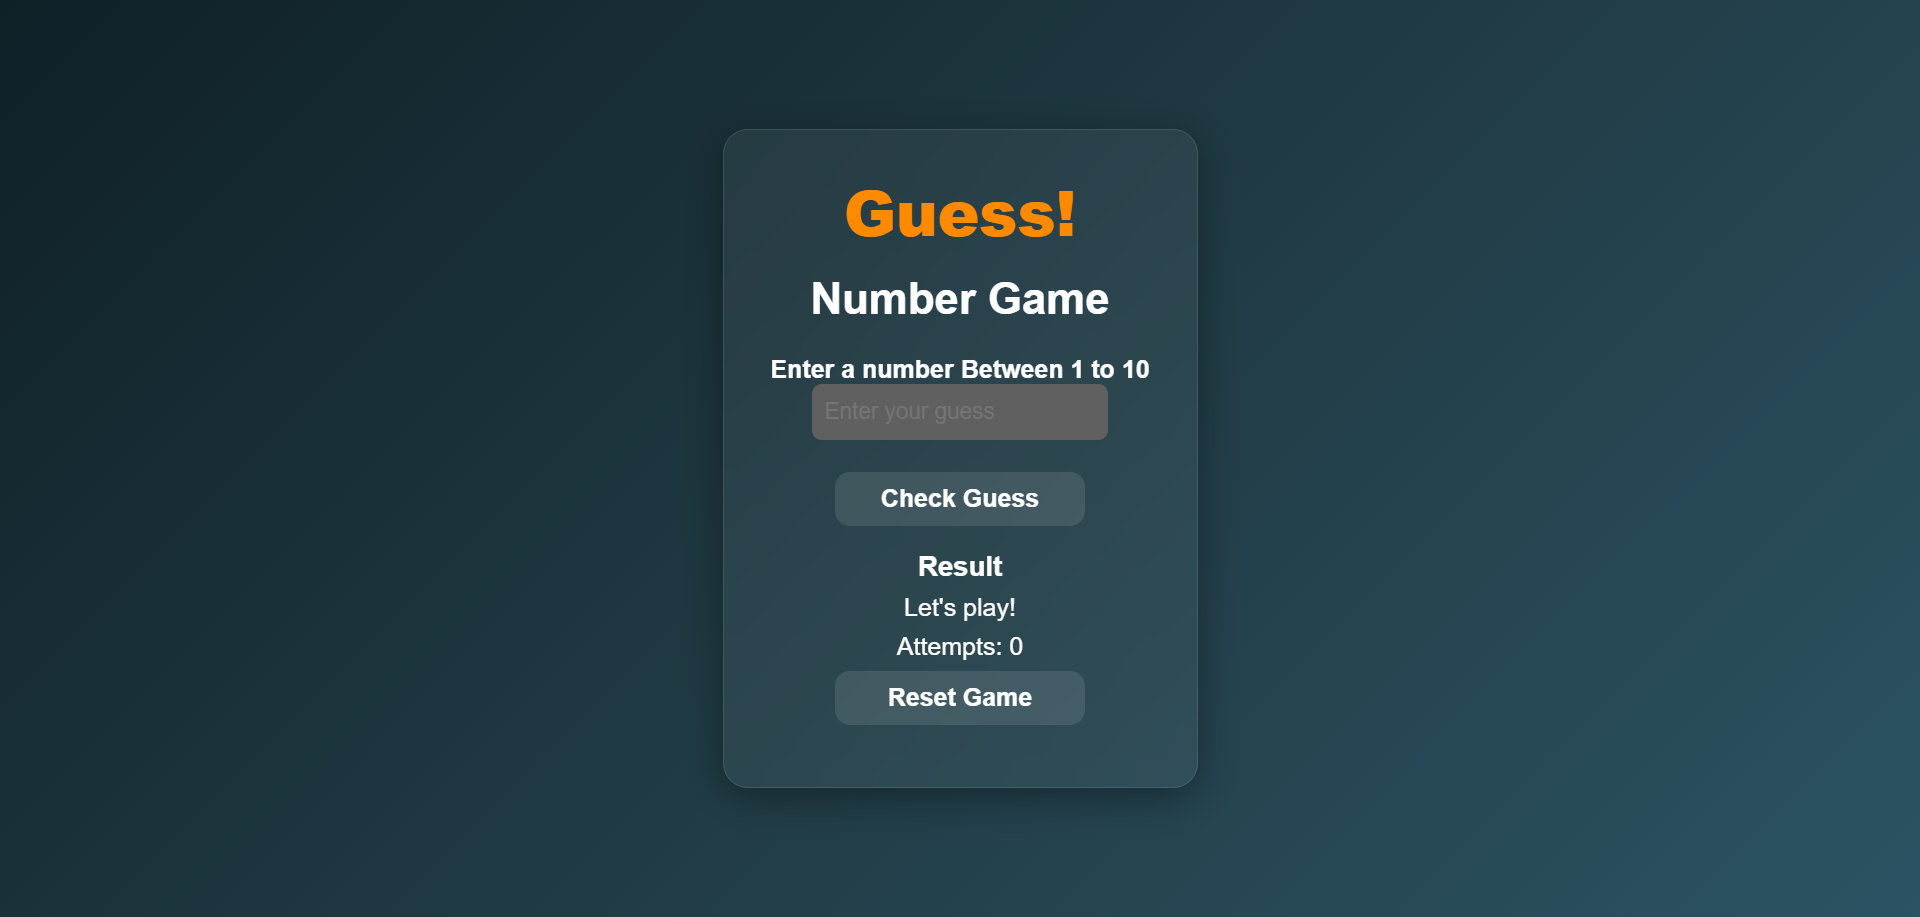 Guess!
Number Game
Enter a number Between 1 to 10
Enter your guess
Check Guess
Result
Let's play!
Attempts: 0
Reset Game